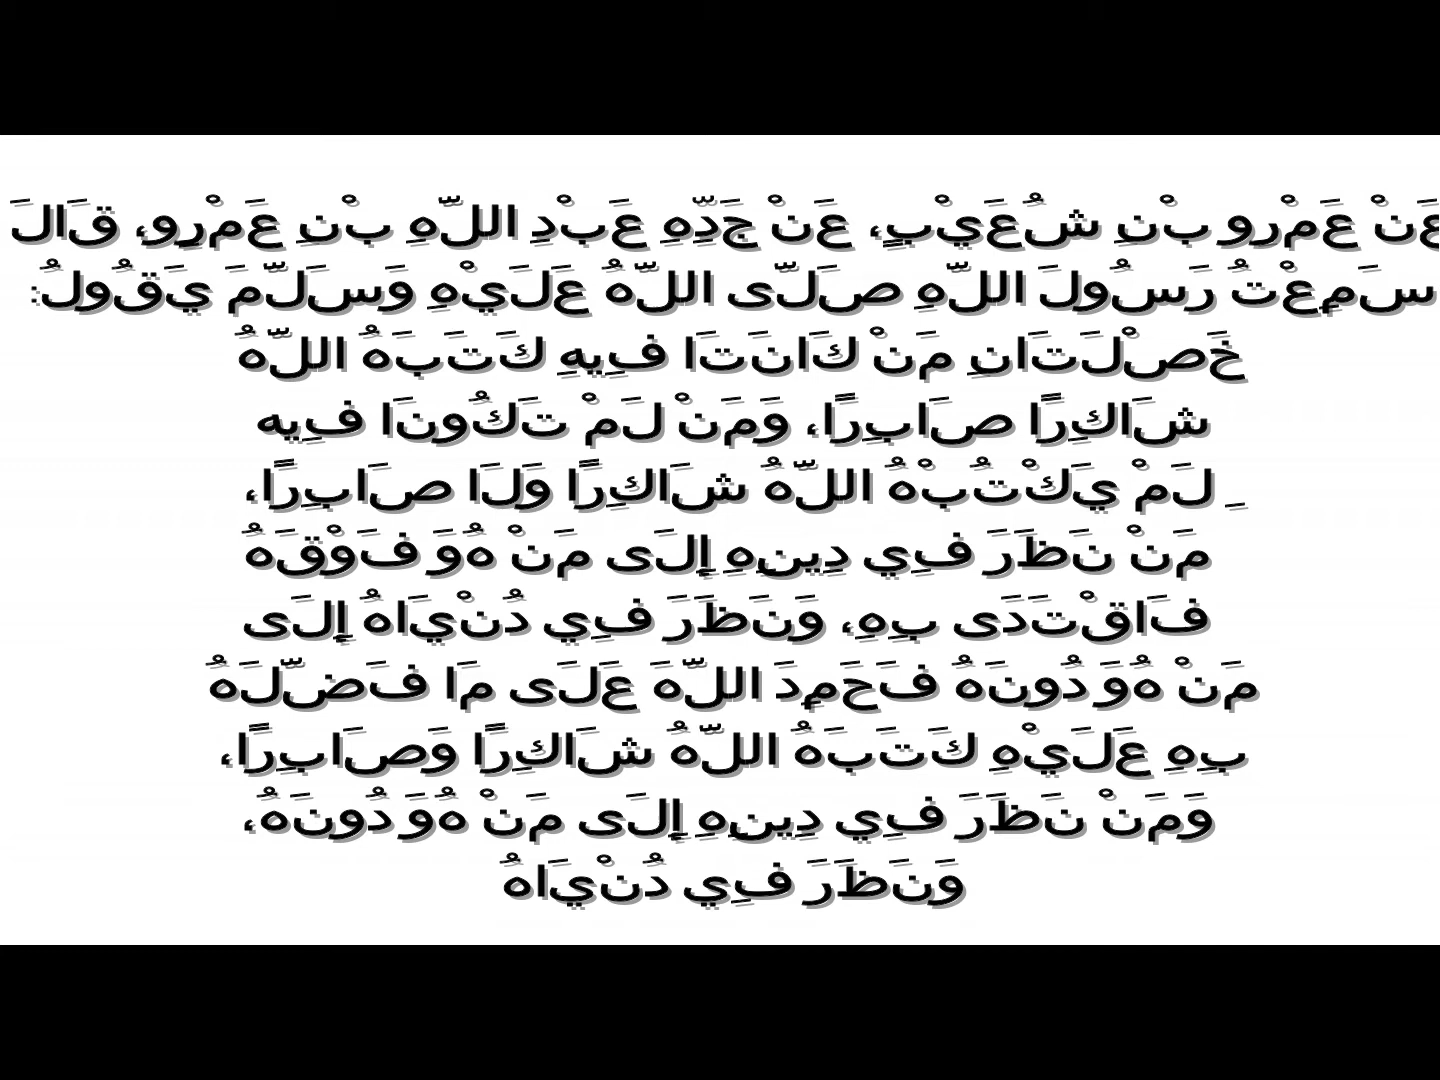 عَنْ عَمْرِو بْنِ شُعَيْبٍ، عَنْ جَدِّهِ عَبْدِ اللَّهِ بْنِ عَمْرٍو، قَالَ
سَمِعْتُ رَسُولَ اللَّهِ صَلَّى اللَّهُ عَلَيْهِ وَسَلَّمَ يَقُولُ:
خَصْلَتَانِ مَنْ كَانَتَا فِيهِ كَتَبَهُ اللَّهُ
شَاكِرًا صَابِرًا، وَمَنْ لَمْ تَكُونَا فِيه
ِ لَمْ يَكْتُبْهُ اللَّهُ شَاكِرًا وَلَا صَابِرًا،
مَنْ نَظَرَ فِي دِينِهِ إِلَى مَنْ هُوَ فَوْقَهُ
فَاقْتَدَى بِهِ، وَنَظَرَ فِي دُنْيَاهُ إِلَى
مَنْ هُوَ دُونَهُ فَحَمِدَ اللَّهَ عَلَى مَا فَضَّلَهُ
بِهِ عَلَيْهِ كَتَبَهُ اللَّهُ شَاكِرًا وَصَابِرًا،
وَمَنْ نَظَرَ فِي دِينِهِ إِلَى مَنْ هُوَ دُونَهُ،
وَنَظَرَ فِي دُنْيَاهُ